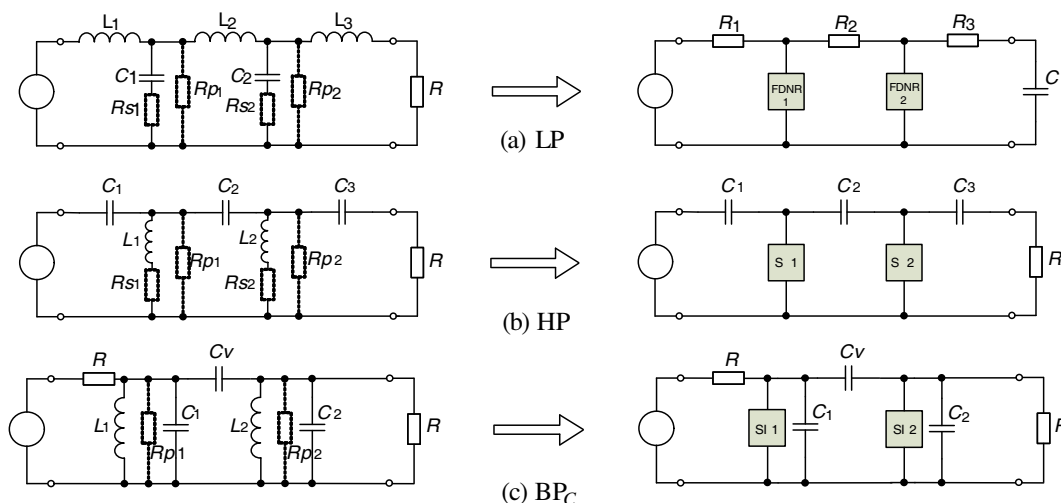 L1 L2 L3
C1 Rp1 C2 Rp2 R
Rs1 Rs2
R1 R2 R3
FDNR 1 FDNR 2 C
(a) LP
C1 C2 C3
L1 Rp1 L2 Rp2 R
Rs1 Rs2
C1 C2 C3
S 1 S 2 R
(b) HP
R Cv
L1 C1 L2 C2 R
Rp1 Rp2
R Cv
SI 1 C1 SI 2 C2
(c) BPC